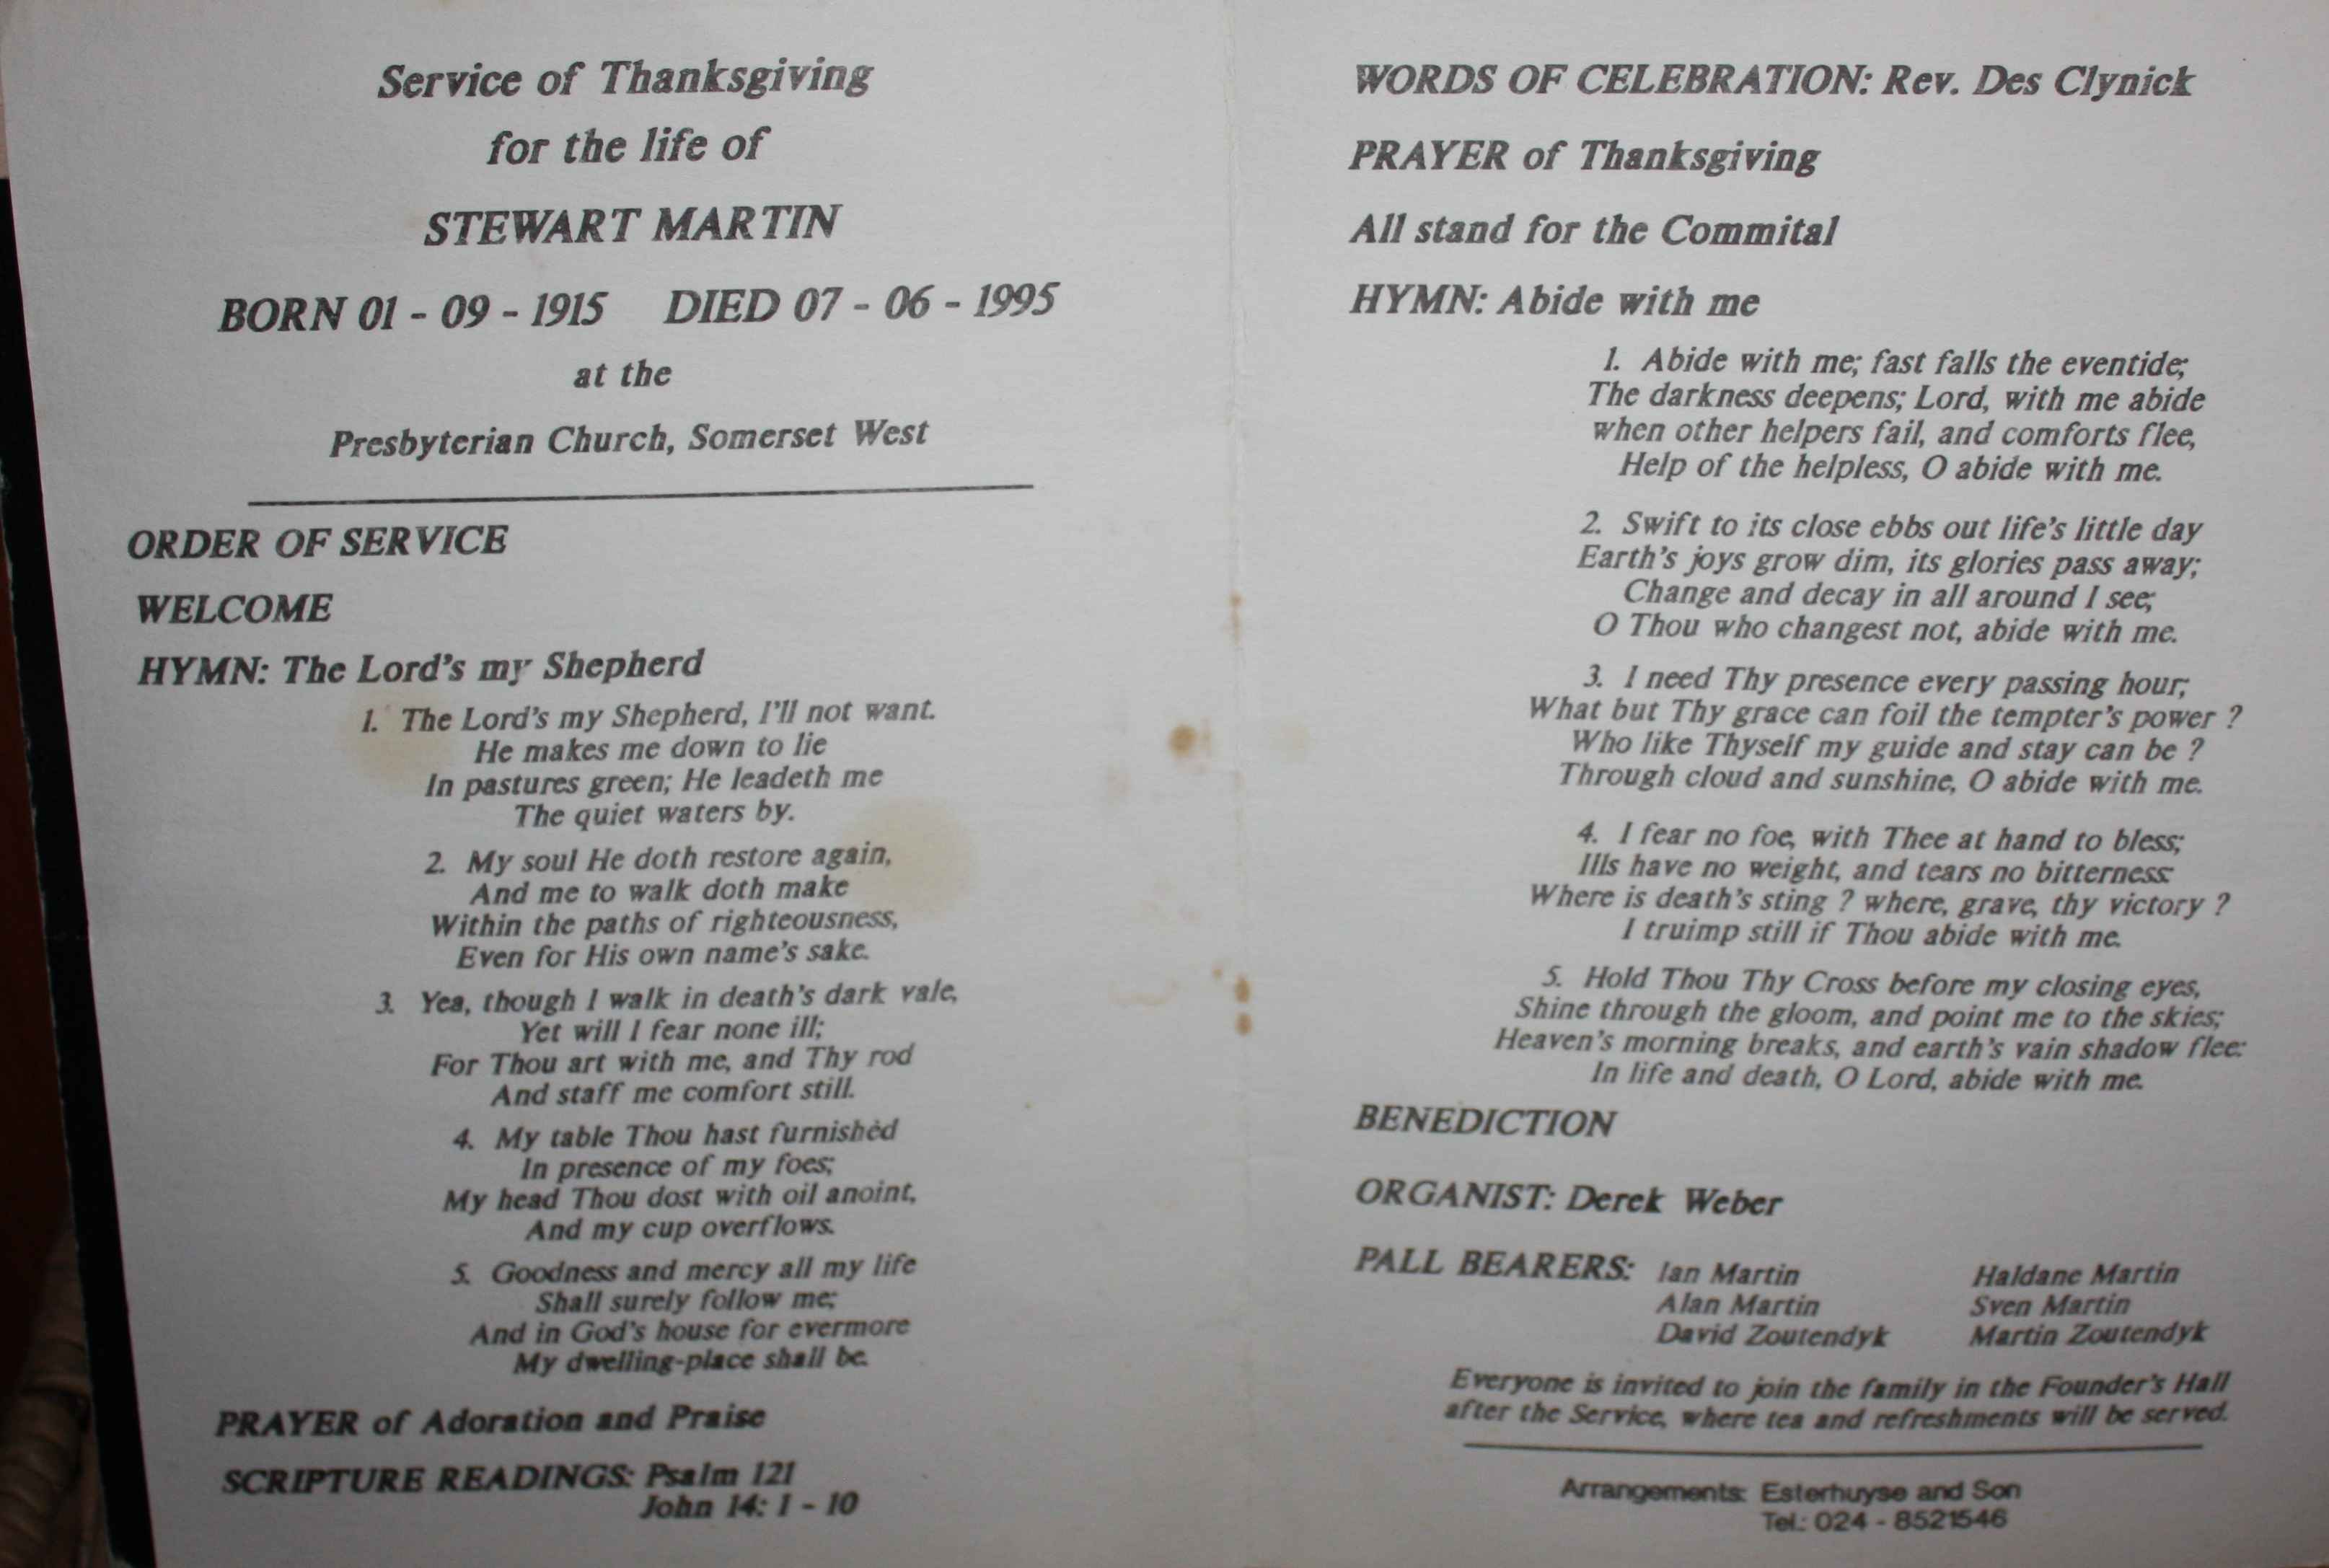 Service of Thanksgiving
for the life of
STEWART MARTIN
BORN 01 - 09 - 1915 DIED 07 - 06 - 1995
at the
Presbyterian Church, Somerset West
ORDER OF SERVICE
WELCOME
HYMN: The Lord's my Shepherd
1. The Lord's my Shepherd, I'll not want.
He makes me down to lie
In pastures green; He leadeth me
The quiet waters by.
2. My soul He doth restore again,
And me to walk doth make
Within the paths of righteousness,
Even for His own name's sake.
3. Yea, though I walk in death's dark vale,
Yet will I fear none ill;
For Thou art with me, and Thy rod
And staff me comfort still.
4. My table Thou hast furnishèd
In presence of my foes;
My head Thou dost with oil anoint,
And my cup overflows.
5. Goodness and mercy all my life
Shall surely follow me;
And in God's house for evermore
My dwelling-place shall be.
PRAYER of Adoration and Praise
SCRIPTURE READINGS: Psalm 121
John 14: 1 - 10
WORDS OF CELEBRATION: Rev. Des Clynick
PRAYER of Thanksgiving
All stand for the Commital
HYMN: Abide with me
1. Abide with me; fast falls the eventide;
The darkness deepens; Lord, with me abide
when other helpers fail, and comforts flee,
Help of the helpless, O abide with me.
2. Swift to its close ebbs out life's little day
Earth's joys grow dim, its glories pass away;
Change and decay in all around I see;
O Thou who changest not, abide with me.
3. I need Thy presence every passing hour;
What but Thy grace can foil the tempter's power ?
Who like Thyself my guide and stay can be ?
Through cloud and sunshine, O abide with me.
4. I fear no foe, with Thee at hand to bless;
Ills have no weight, and tears no bitterness:
Where is death's sting ? where, grave, thy victory ?
I truimp still if Thou abide with me.
5. Hold Thou Thy Cross before my closing eyes,
Shine through the gloom, and point me to the skies;
Heaven's morning breaks, and earth's vain shadow flee:
In life and death, O Lord, abide with me.
BENEDICTION
ORGANIST: Derek Weber
PALL BEARERS: Ian Martin Haldane Martin
Alan Martin Sven Martin
David Zoutendyk Martin Zoutendyk
Everyone is invited to join the family in the Founder's Hall
after the Service, where tea and refreshments will be served.
Arrangements: Esterhuyse and Son
Tel.: 024 - 8521546